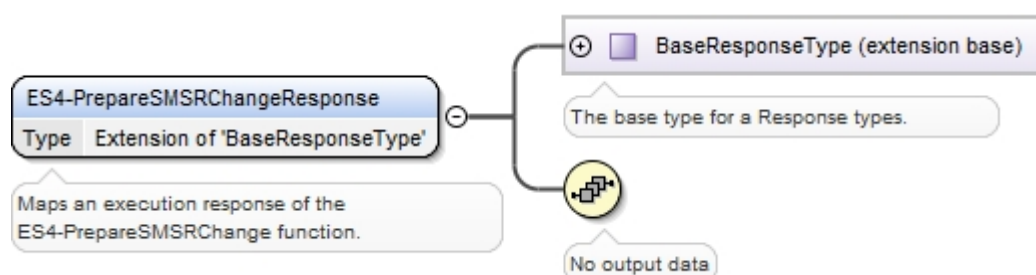 ES4-PrepareSMSRChangeResponse
Type Extension of 'BaseResponseType'
Maps an execution response of the
ES4-PrepareSMSRChange function.
BaseResponseType (extension base)
The base type for a Response types.
No output data